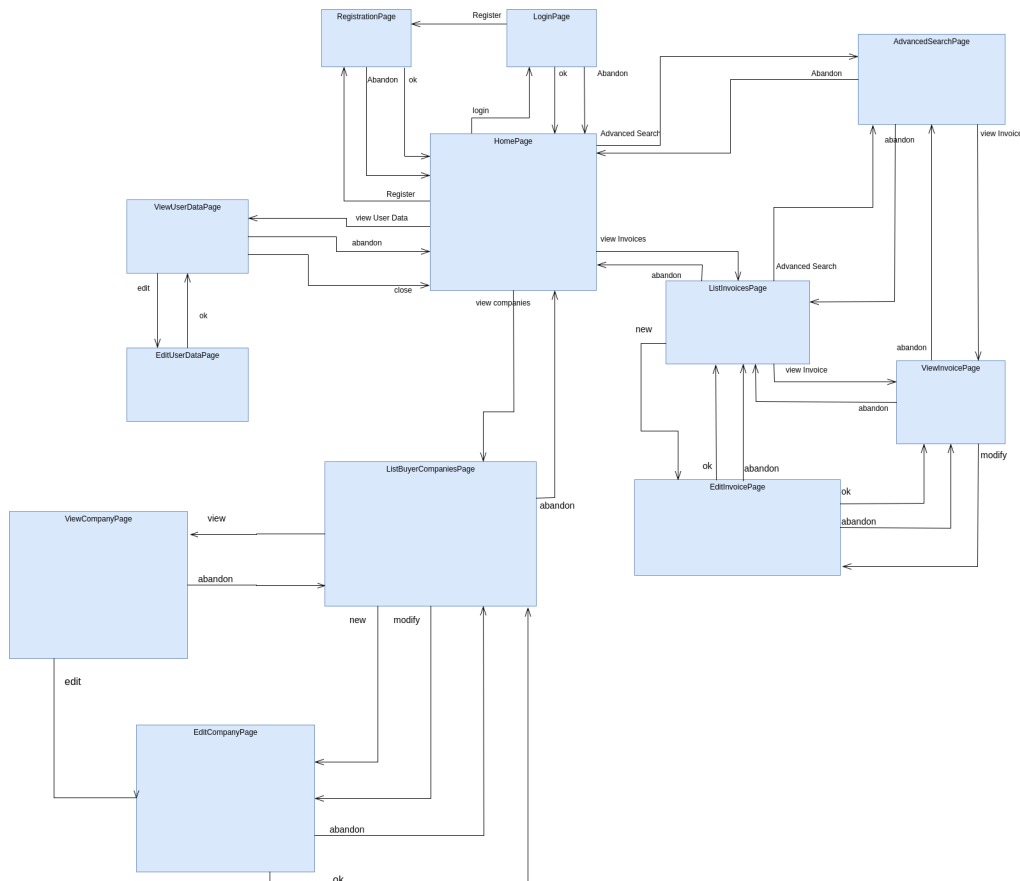 RegistrationPage
Register
LoginPage
AdvancedSearchPage
Abandon
ok
ok
Abandon
Abandon
login
Advanced Search
HomePage
abandon
view Invoice
Register
ViewUserDataPage
view User Data
abandon
view Invoices
close
abandon
Advanced Search
edit
ListInvoicesPage
view companies
ok
new
EditUserDataPage
abandon
view Invoice
ViewInvoicePage
abandon
modify
ListBuyerCompaniesPage
ok
abandon
EditInvoicePage
ok
abandon
abandon
ViewCompanyPage
view
abandon
new
modify
edit
EditCompanyPage
abandon
ok